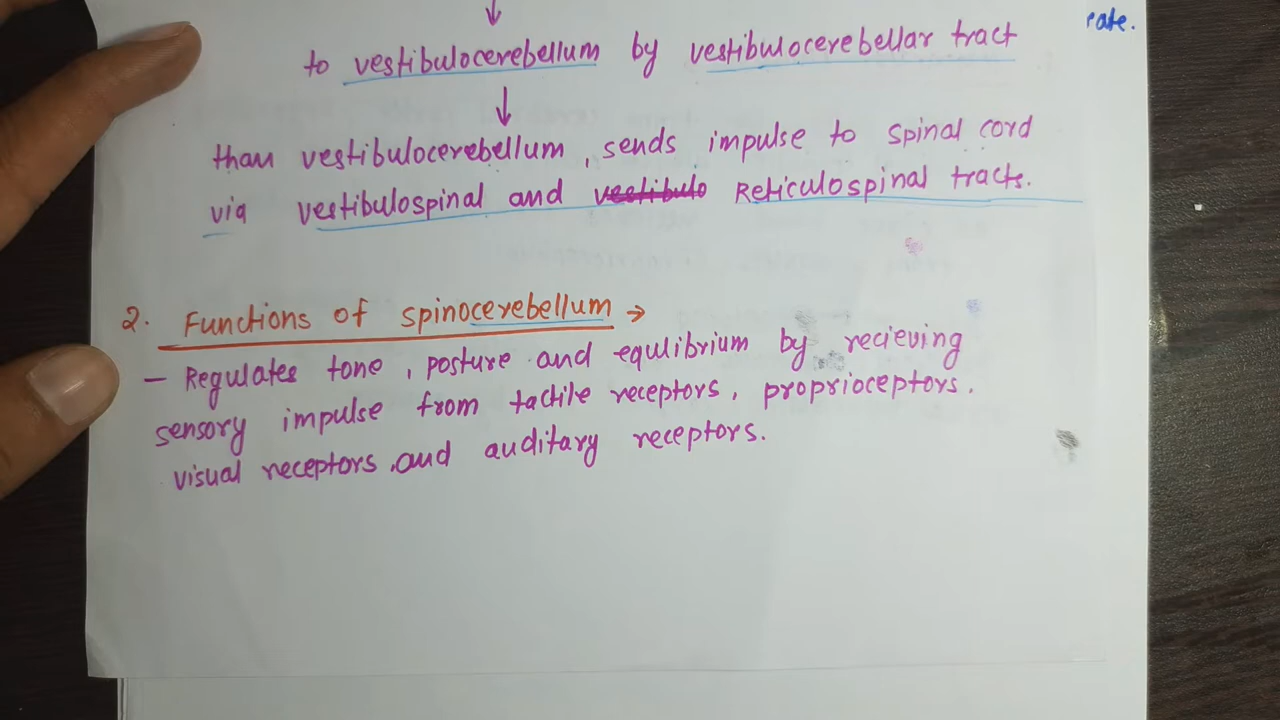 rate.
to vestibulocerebellum by vestibulocerebellar tract
than vestibulocerebellum, sends impulse to spinal cord
via vestibulospinal and vestibulo Reticulospinal tracts.
2. Functions of spinocerebellum →
- Regulates tone, posture and equlibrium by recieving
sensory impulse from tactile receptors, proprioceptors.
visual receptors, and auditary receptors.